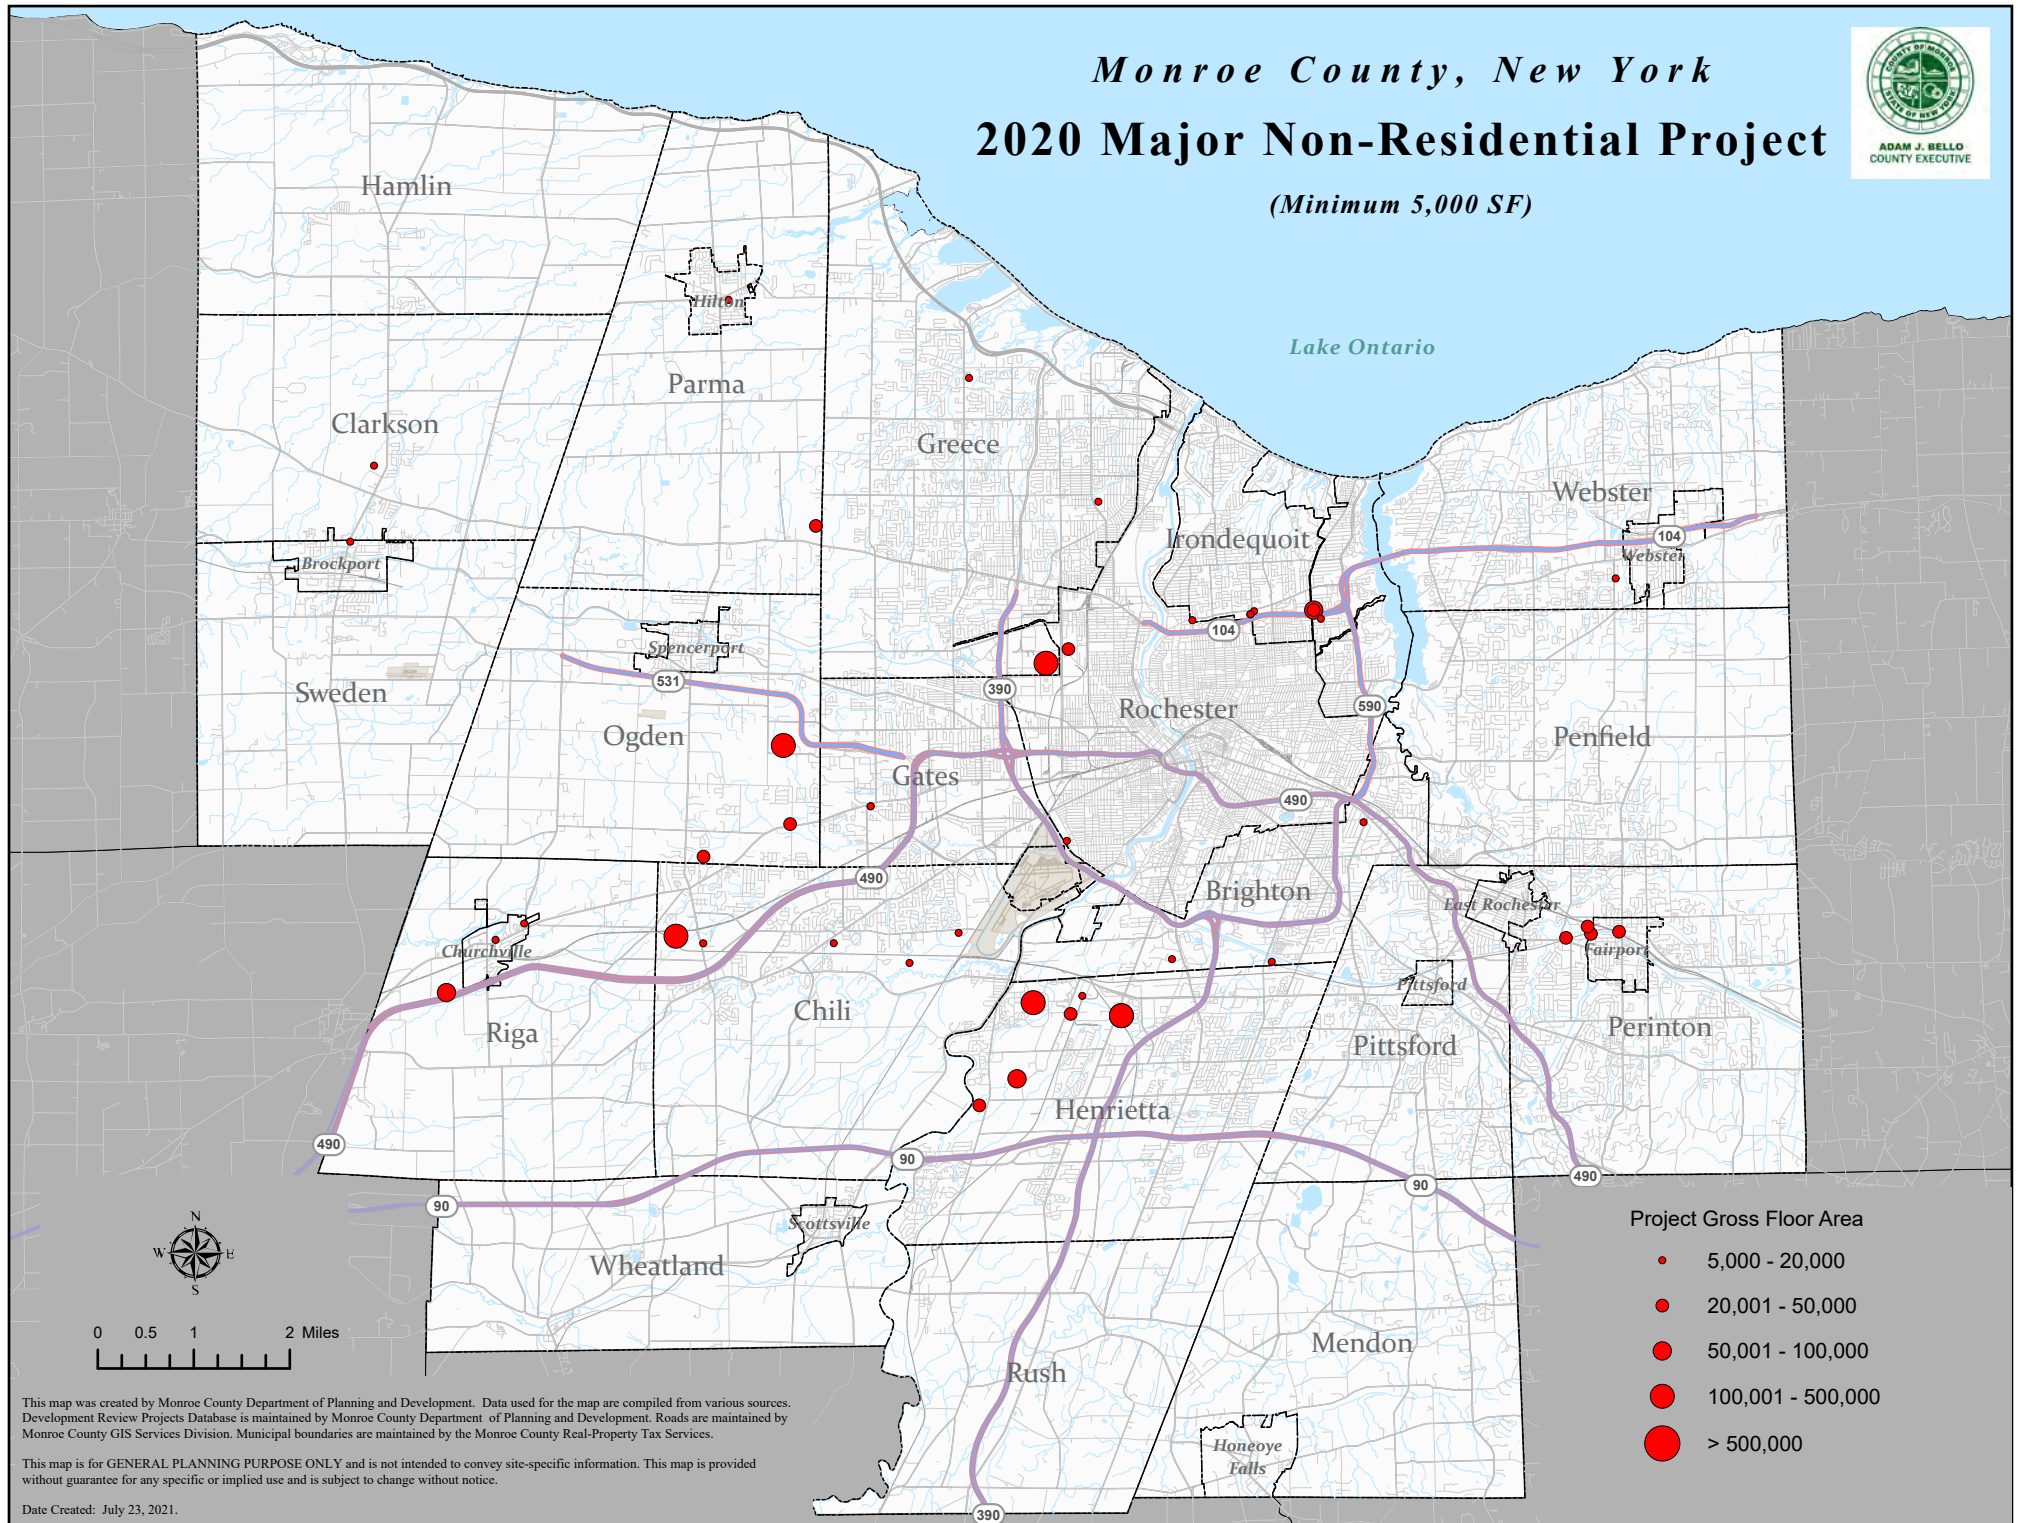 Monroe County, New York
2020 Major Non-Residential Project
(Minimum 5,000 SF)
COUNTY OF MONROE
STATE OF NEW YORK
ADAM J. BELLO
COUNTY EXECUTIVE
Hamlin
Hilton
Lake Ontario
Parma
Clarkson
Greece
Webster
Irondequoit
104
Webster
Brockport
104
Spencerport
531
390
Sweden
Rochester
590
Ogden
Penfield
Gates
490
490
Brighton
East Rochester
Churchville
Fairport
Pittsford
Chili
Riga
Perinton
Pittsford
Henrietta
490
90
490
90
90
Scottsville
Wheatland
Mendon
Rush
Honeoye
Falls
390
N
W E
S
0 0.5 1 2 Miles
Project Gross Floor Area
5,000 - 20,000
20,001 - 50,000
50,001 - 100,000
100,001 - 500,000
> 500,000
This map was created by Monroe County Department of Planning and Development. Data used for the map are compiled from various sources.
Development Review Projects Database is maintained by Monroe County Department of Planning and Development. Roads are maintained by
Monroe County GIS Services Division. Municipal boundaries are maintained by the Monroe County Real-Property Tax Services.
This map is for GENERAL PLANNING PURPOSE ONLY and is not intended to convey site-specific information. This map is provided
without guarantee for any specific or implied use and is subject to change without notice.
Date Created: July 23, 2021.